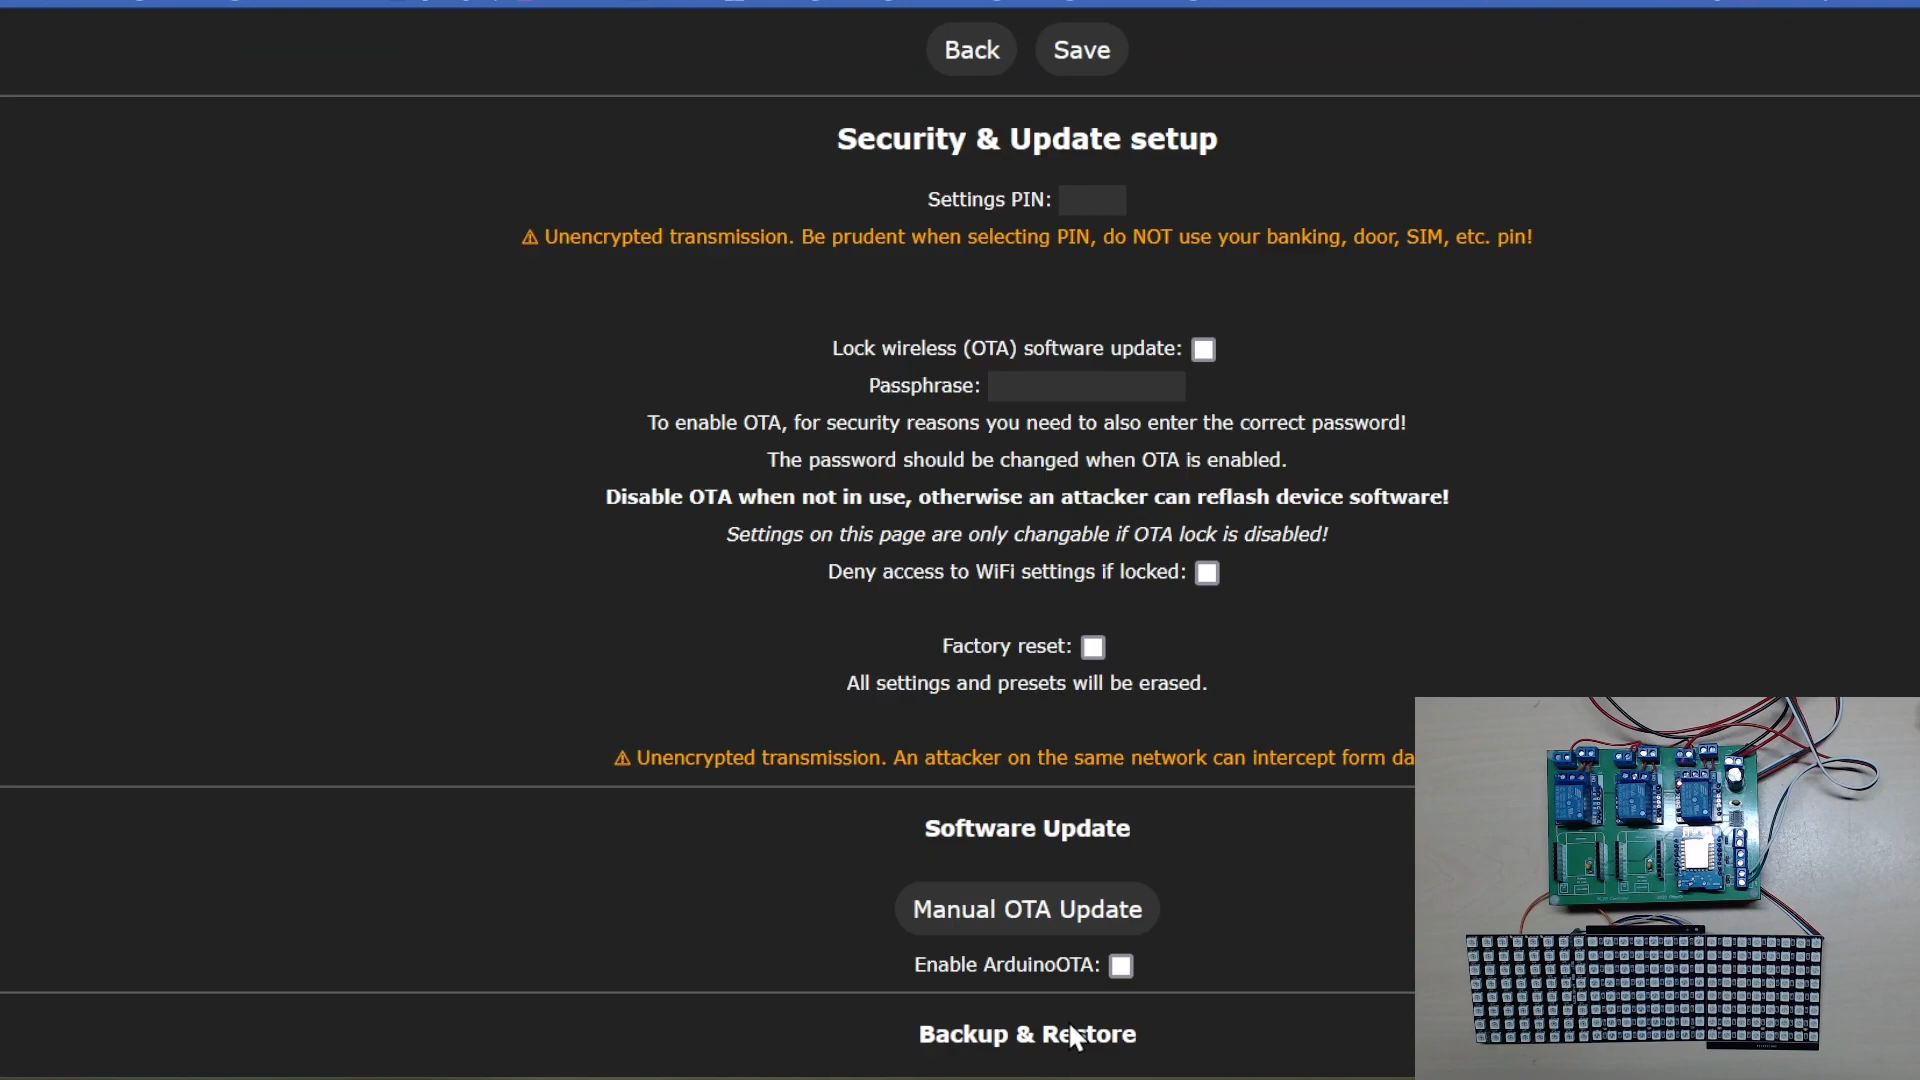 Back Save
Security & Update setup
Settings PIN:
⚠ Unencrypted transmission. Be prudent when selecting PIN, do NOT use your banking, door, SIM, etc. pin!
Lock wireless (OTA) software update:
Passphrase:
To enable OTA, for security reasons you need to also enter the correct password!
The password should be changed when OTA is enabled.
Disable OTA when not in use, otherwise an attacker can reflash device software!
Settings on this page are only changable if OTA lock is disabled!
Deny access to WiFi settings if locked:
Factory reset:
All settings and presets will be erased.
⚠ Unencrypted transmission. An attacker on the same network can intercept form da
Software Update
Manual OTA Update
Enable ArduinoOTA:
Backup & Restore